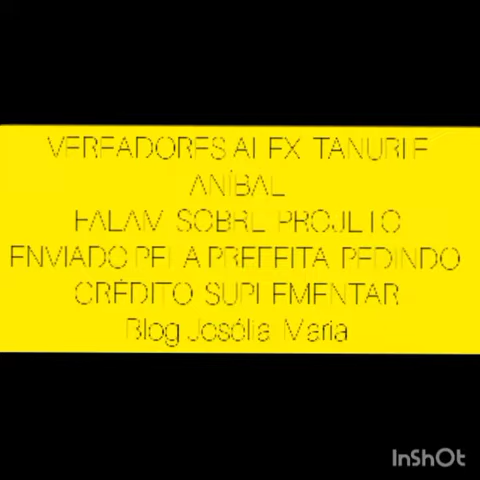 VEREADORES ALEX TANURI E
ANÍBAL
FALAM SOBRE PROJETO
ENVIADO PELA PREFEITA PEDINDO
CRÉDITO SUPLEMENTAR
Blog Josélia Maria
InShOt